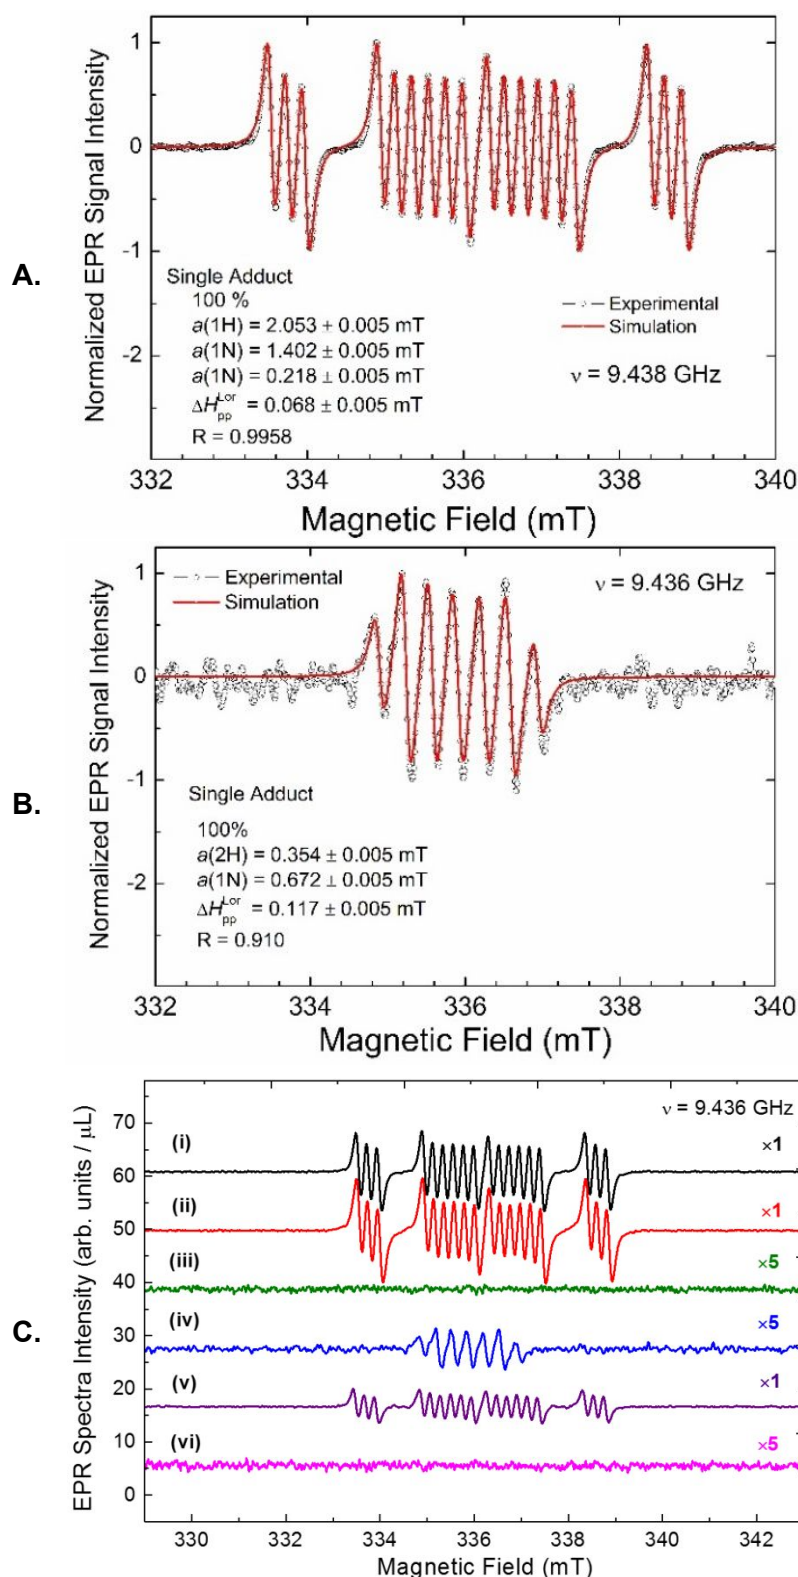 A.
Normalized EPR Signal Intensity
1
0
-1
-2
Single Adduct
100 %
a(1H) = 2.053 ± 0.005 mT
a(1N) = 1.402 ± 0.005 mT
a(1N) = 0.218 ± 0.005 mT
ΔH_pp^Lor = 0.068 ± 0.005 mT
R = 0.9958
Experimental
Simulation
ν = 9.438 GHz
332 334 336 338 340
Magnetic Field (mT)
B.
Normalized EPR Signal Intensity
1
0
-1
-2
Experimental
Simulation
ν = 9.436 GHz
Single Adduct
100%
a(2H) = 0.354 ± 0.005 mT
a(1N) = 0.672 ± 0.005 mT
ΔH_pp^Lor = 0.117 ± 0.005 mT
R = 0.910
332 334 336 338 340
Magnetic Field (mT)
C.
EPR Spectra Intensity (arb. units / μL)
70
60
50
40
30
20
10
0
ν = 9.436 GHz
(i) ×1
(ii) ×1
(iii) ×5
(iv) ×5
(v) ×1
(vi) ×5
330 332 334 336 338 340 342
Magnetic Field (mT)